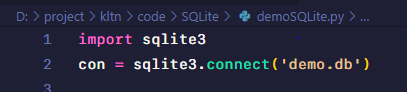 D: > project > kltn > code > SQLite > demoSQLite.py > ...
1 import sqlite3
2 con = sqlite3.connect('demo.db')